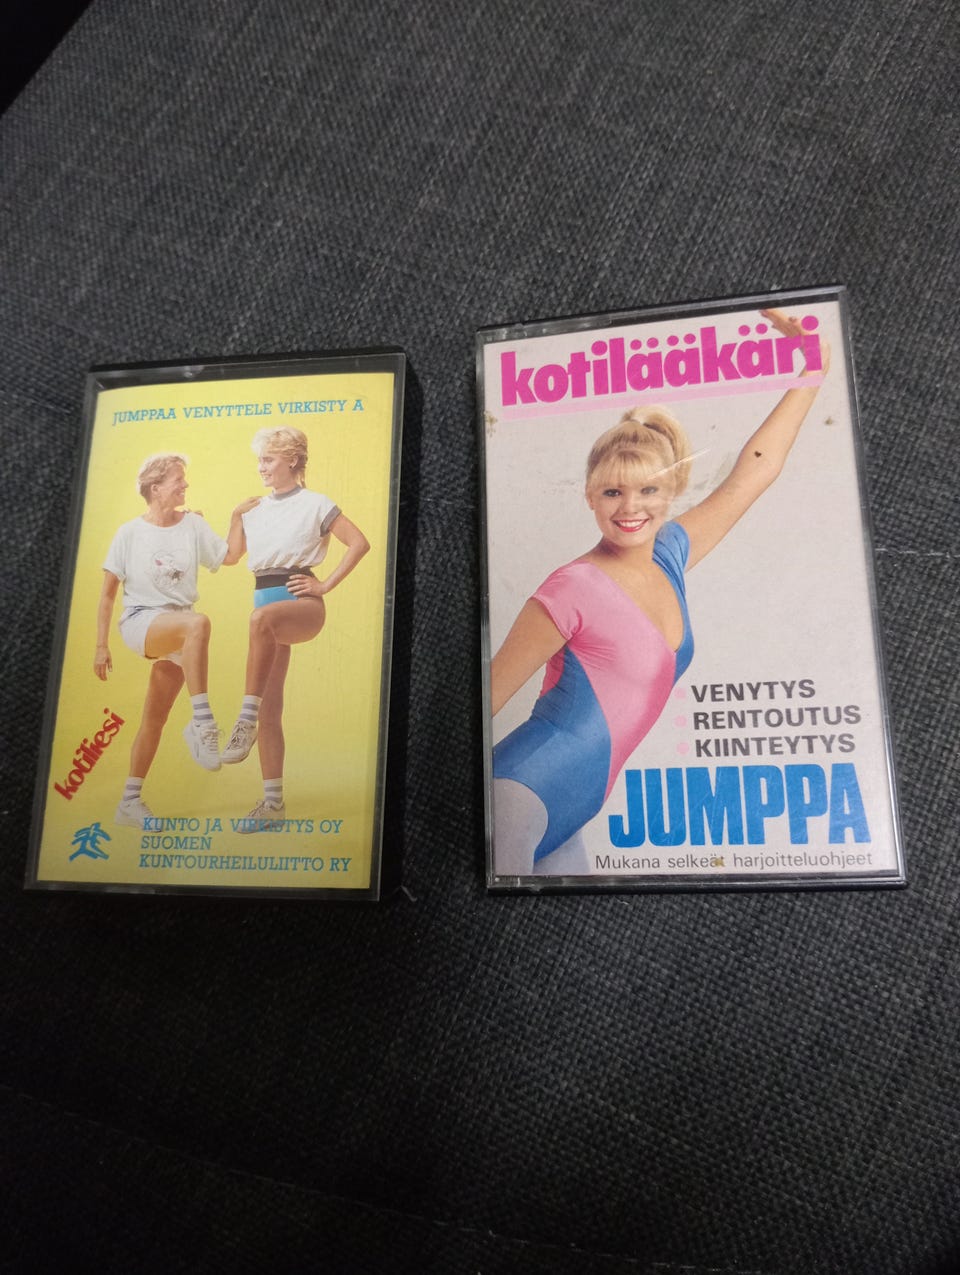 JUMPPAA VENYTTELE VIRKISTY A
kotiliesi
KUNTO JA VIRKISTYS OY
SUOMEN
KUNTOURHEILULIITTO RY
kotilääkäri
VENYTYS
RENTOUTUS
KIINTEYTYS
JUMPPA
Mukana selkeät harjoitteluohjeet